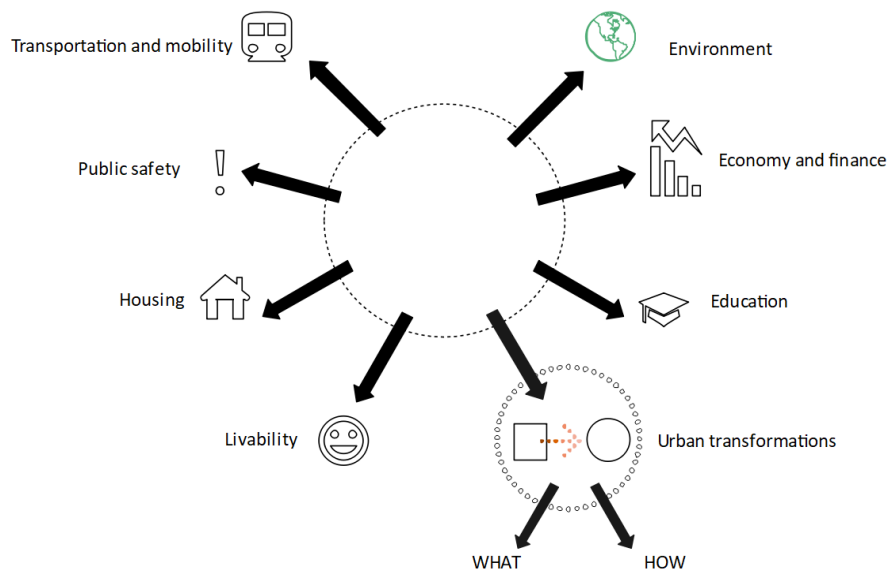 Transportation and mobility
Environment
Public safety
Economy and finance
Housing
Education
Livability
Urban transformations
WHAT
HOW